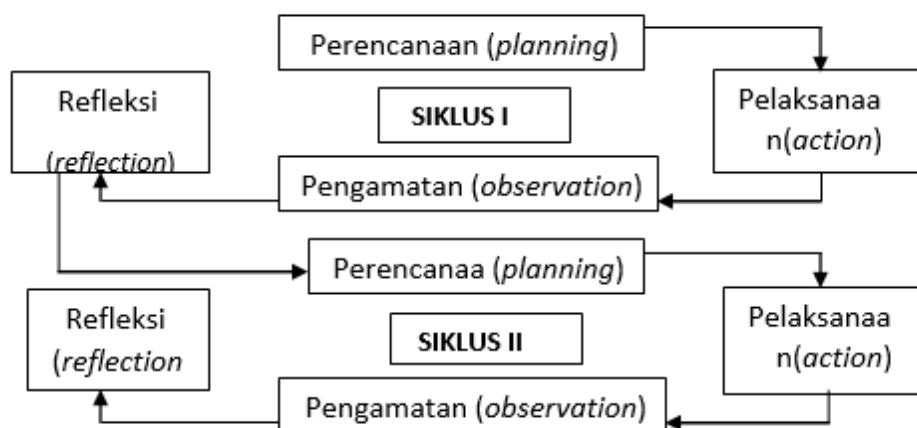 Perencanaan (planning)
Refleksi
(reflection)
SIKLUS I
Pelaksanaa
n(action)
Pengamatan (observation)
Perencanaa (planning)
Refleksi
(reflection
SIKLUS II
Pelaksanaa
n(action)
Pengamatan (observation)